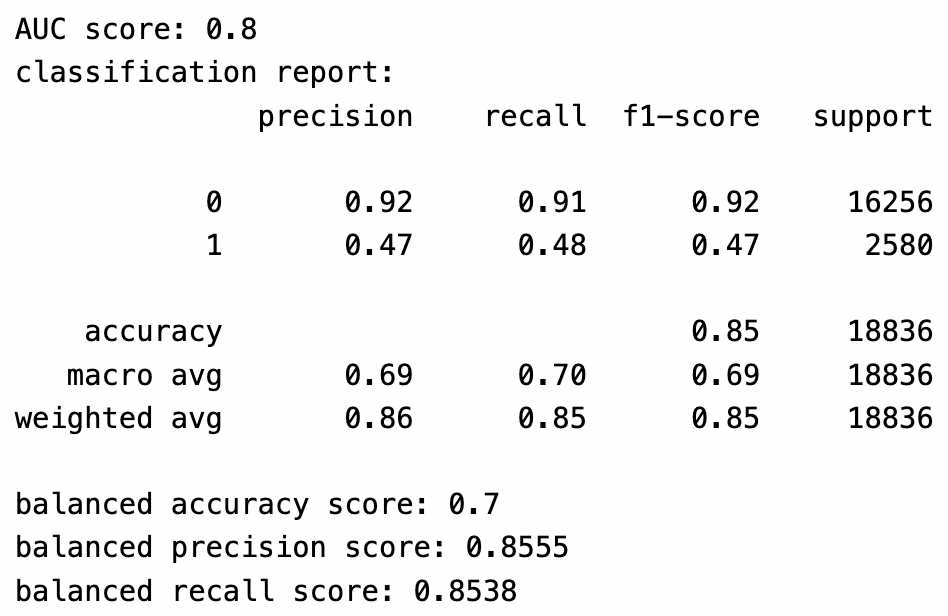 AUC score: 0.8
classification report:
precision recall f1-score support
0 0.92 0.91 0.92 16256
1 0.47 0.48 0.47 2580
accuracy 0.85 18836
macro avg 0.69 0.70 0.69 18836
weighted avg 0.86 0.85 0.85 18836
balanced accuracy score: 0.7
balanced precision score: 0.8555
balanced recall score: 0.8538